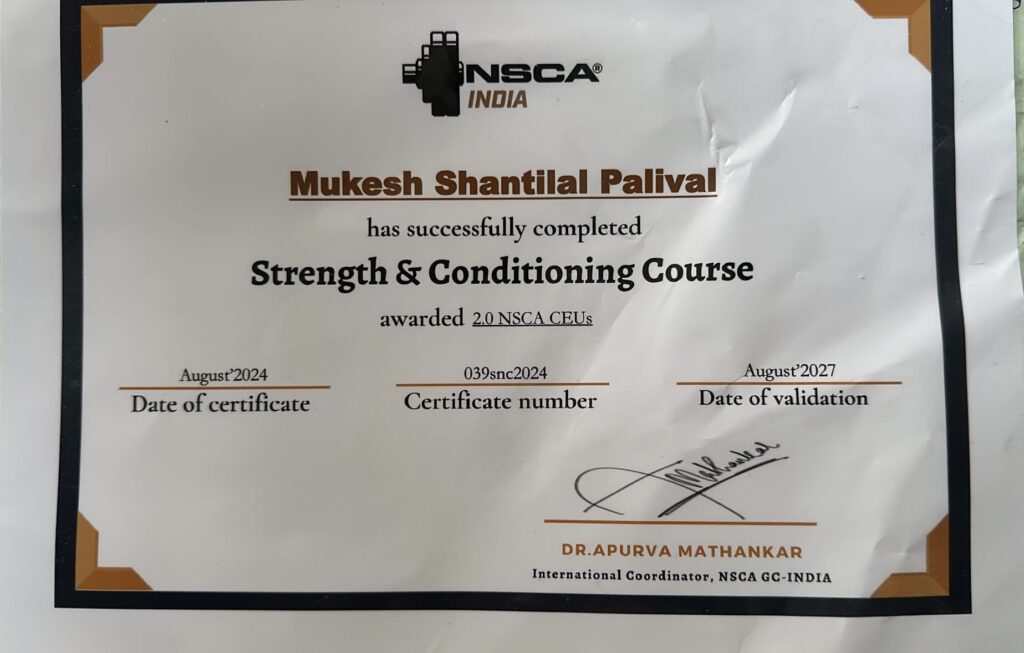 NSCA®
INDIA
Mukesh Shantilal Palival
has successfully completed
Strength & Conditioning Course
awarded 2.0 NSCA CEUs
August'2024
Date of certificate
039snc2024
Certificate number
August'2027
Date of validation
DR.APURVA MATHANKAR
International Coordinator, NSCA GC-INDIA